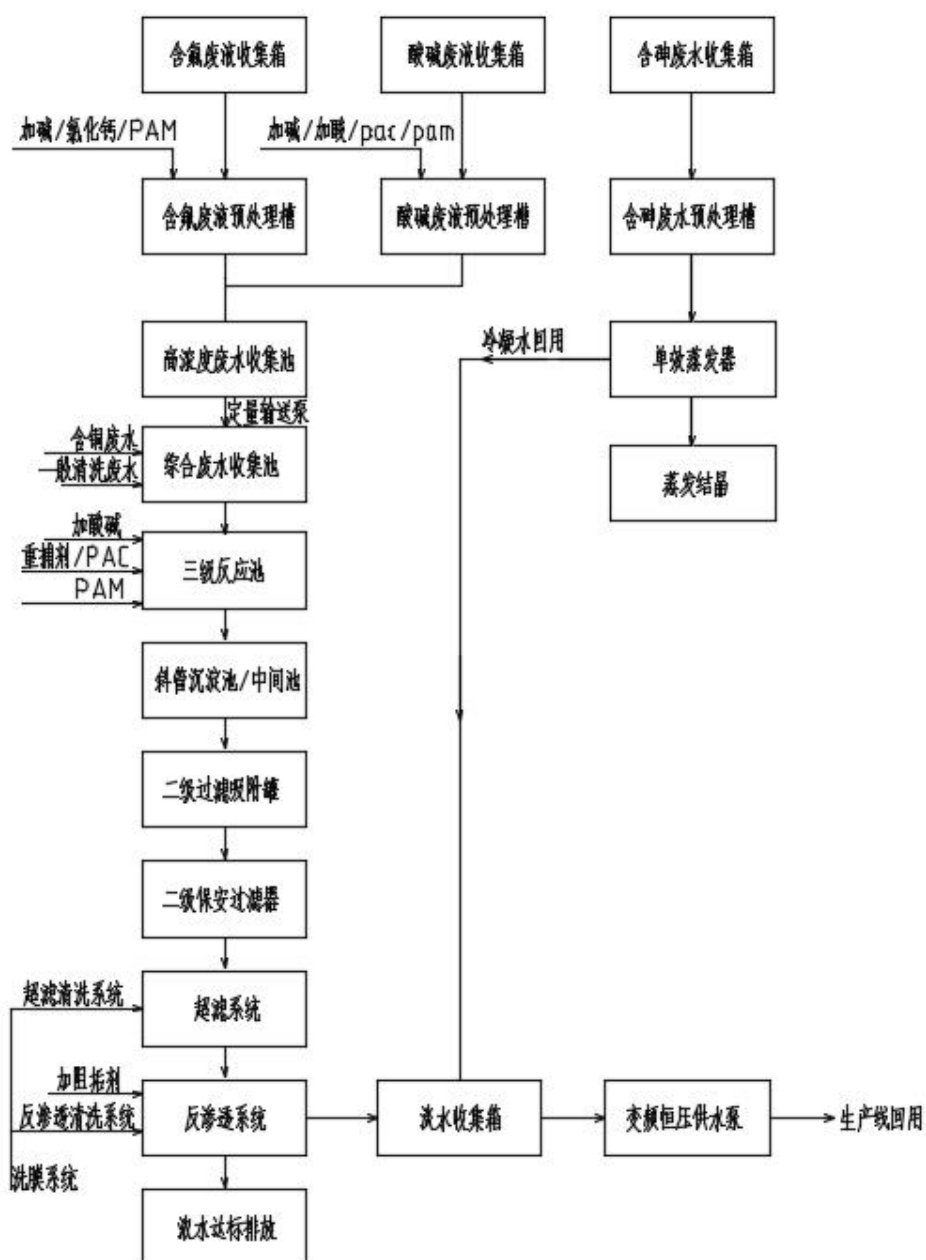 含氟废液收集箱
酸碱废液收集箱
含砷废水收集箱
加碱/氯化钙/PAM
加碱/加酸/pac/pam
含氟废液预处理槽
酸碱废液预处理槽
含砷废水预处理槽
高浓度废水收集池
冷凝水回用
单效蒸发器
定量输送泵
含铜废水
一般清洗废水
综合废水收集池
蒸发结晶
加酸碱
重捕剂/PAC
PAM
三级反应池
斜管沉淀池/中间池
二级过滤吸附罐
二级保安过滤器
超滤清洗系统
超滤系统
加阻垢剂
反渗透清洗系统
反渗透系统
淡水收集箱
变频恒压供水泵
生产线回用
洗膜系统
浓水达标排放